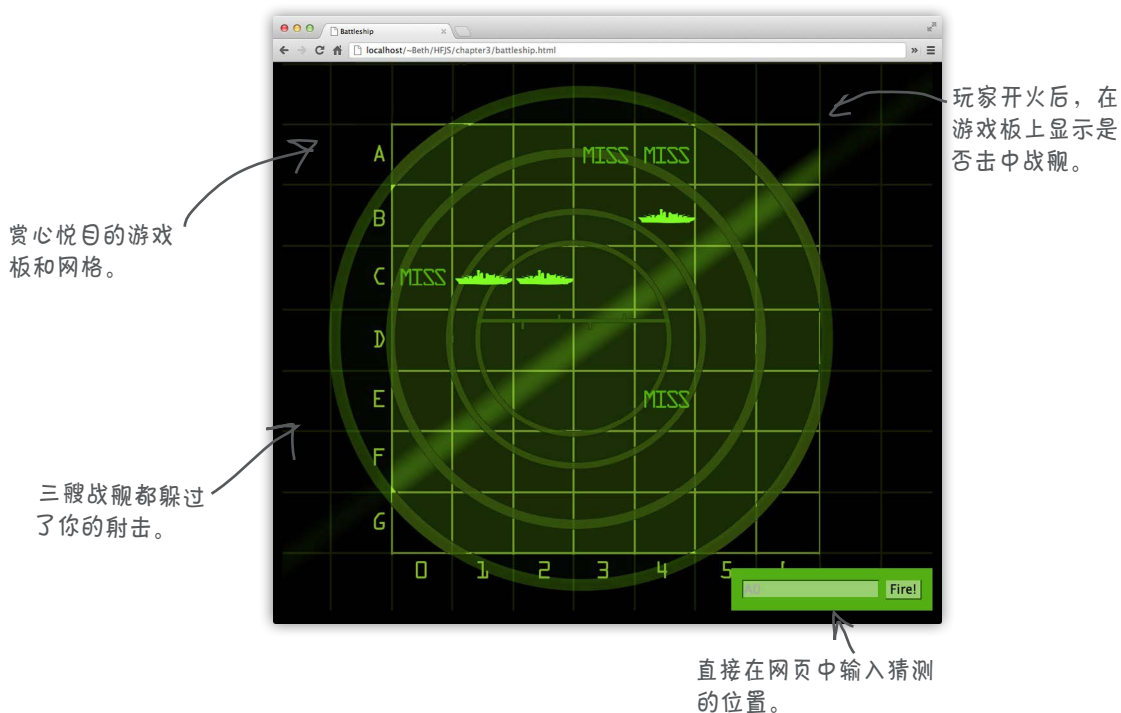 Battleship
localhost/~Beth/HFJS/chapter3/battleship.html
玩家开火后，在
游戏板上显示是
否击中战舰。
A MISS MISS
B
赏心悦目的游戏
板和网格。
C MISS
D
E MISS
F
三艘战舰都躲过
了你的射击。
G
0 1 2 3 4 5
A0 Fire!
直接在网页中输入猜测
的位置。